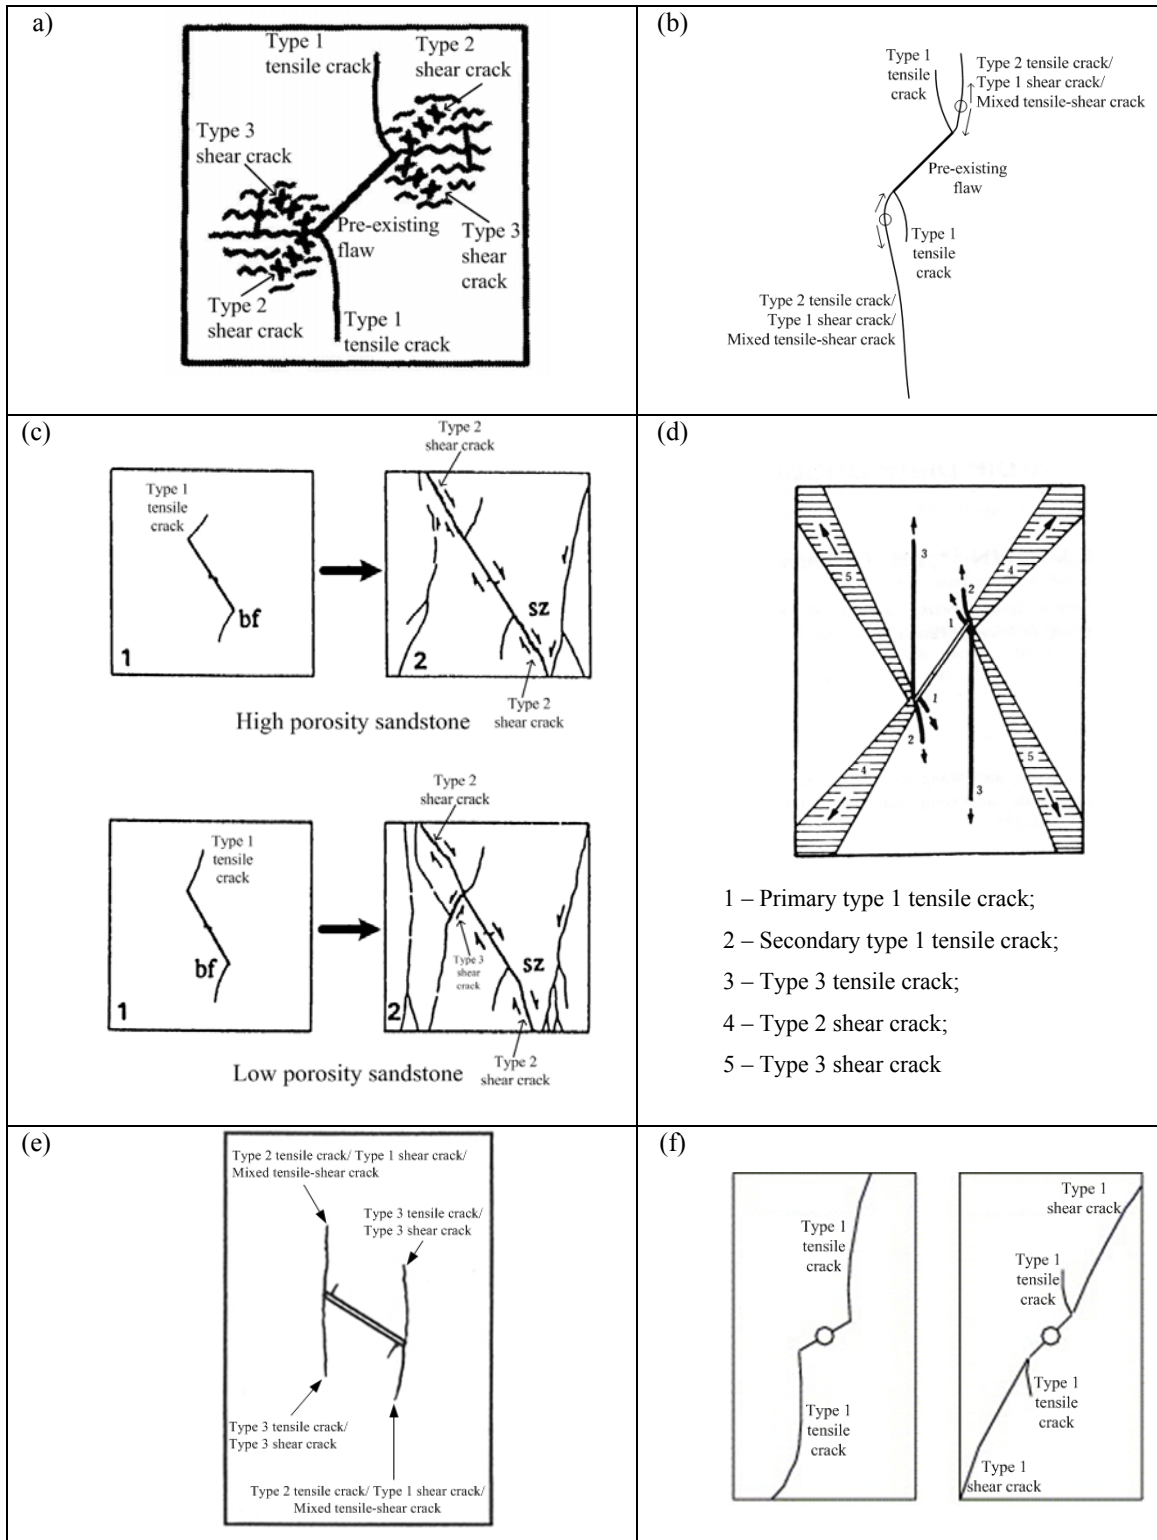 a)
Type 1
tensile crack
Type 2
shear crack
Type 3
shear crack
Pre-existing
flaw
Type 3
shear
crack
Type 2
shear crack
Type 1
tensile crack
(b)
Type 1
tensile
crack
Type 2 tensile crack/
Type 1 shear crack/
Mixed tensile-shear crack
Pre-existing
flaw
Type 1
tensile
crack
Type 2 tensile crack/
Type 1 shear crack/
Mixed tensile-shear crack
(c)
Type 1
tensile
crack
bf
1
Type 2
shear crack
sz
2
Type 2
shear crack
High porosity sandstone
Type 1
tensile
crack
bf
1
Type 2
shear crack
Type 3
shear
crack
sz
2
Type 2
shear crack
Low porosity sandstone
(d)
5
3
2
1
4
4
2
1
3
5
1 – Primary type 1 tensile crack;
2 – Secondary type 1 tensile crack;
3 – Type 3 tensile crack;
4 – Type 2 shear crack;
5 – Type 3 shear crack
(e)
Type 2 tensile crack/ Type 1 shear crack/
Mixed tensile-shear crack
Type 3 tensile crack/
Type 3 shear crack
Type 3 tensile crack/
Type 3 shear crack
Type 2 tensile crack/ Type 1 shear crack/
Mixed tensile-shear crack
(f)
Type 1
tensile
crack
Type 1
tensile
crack
Type 1
shear crack
Type 1
tensile
crack
Type 1
tensile
crack
Type 1
shear crack